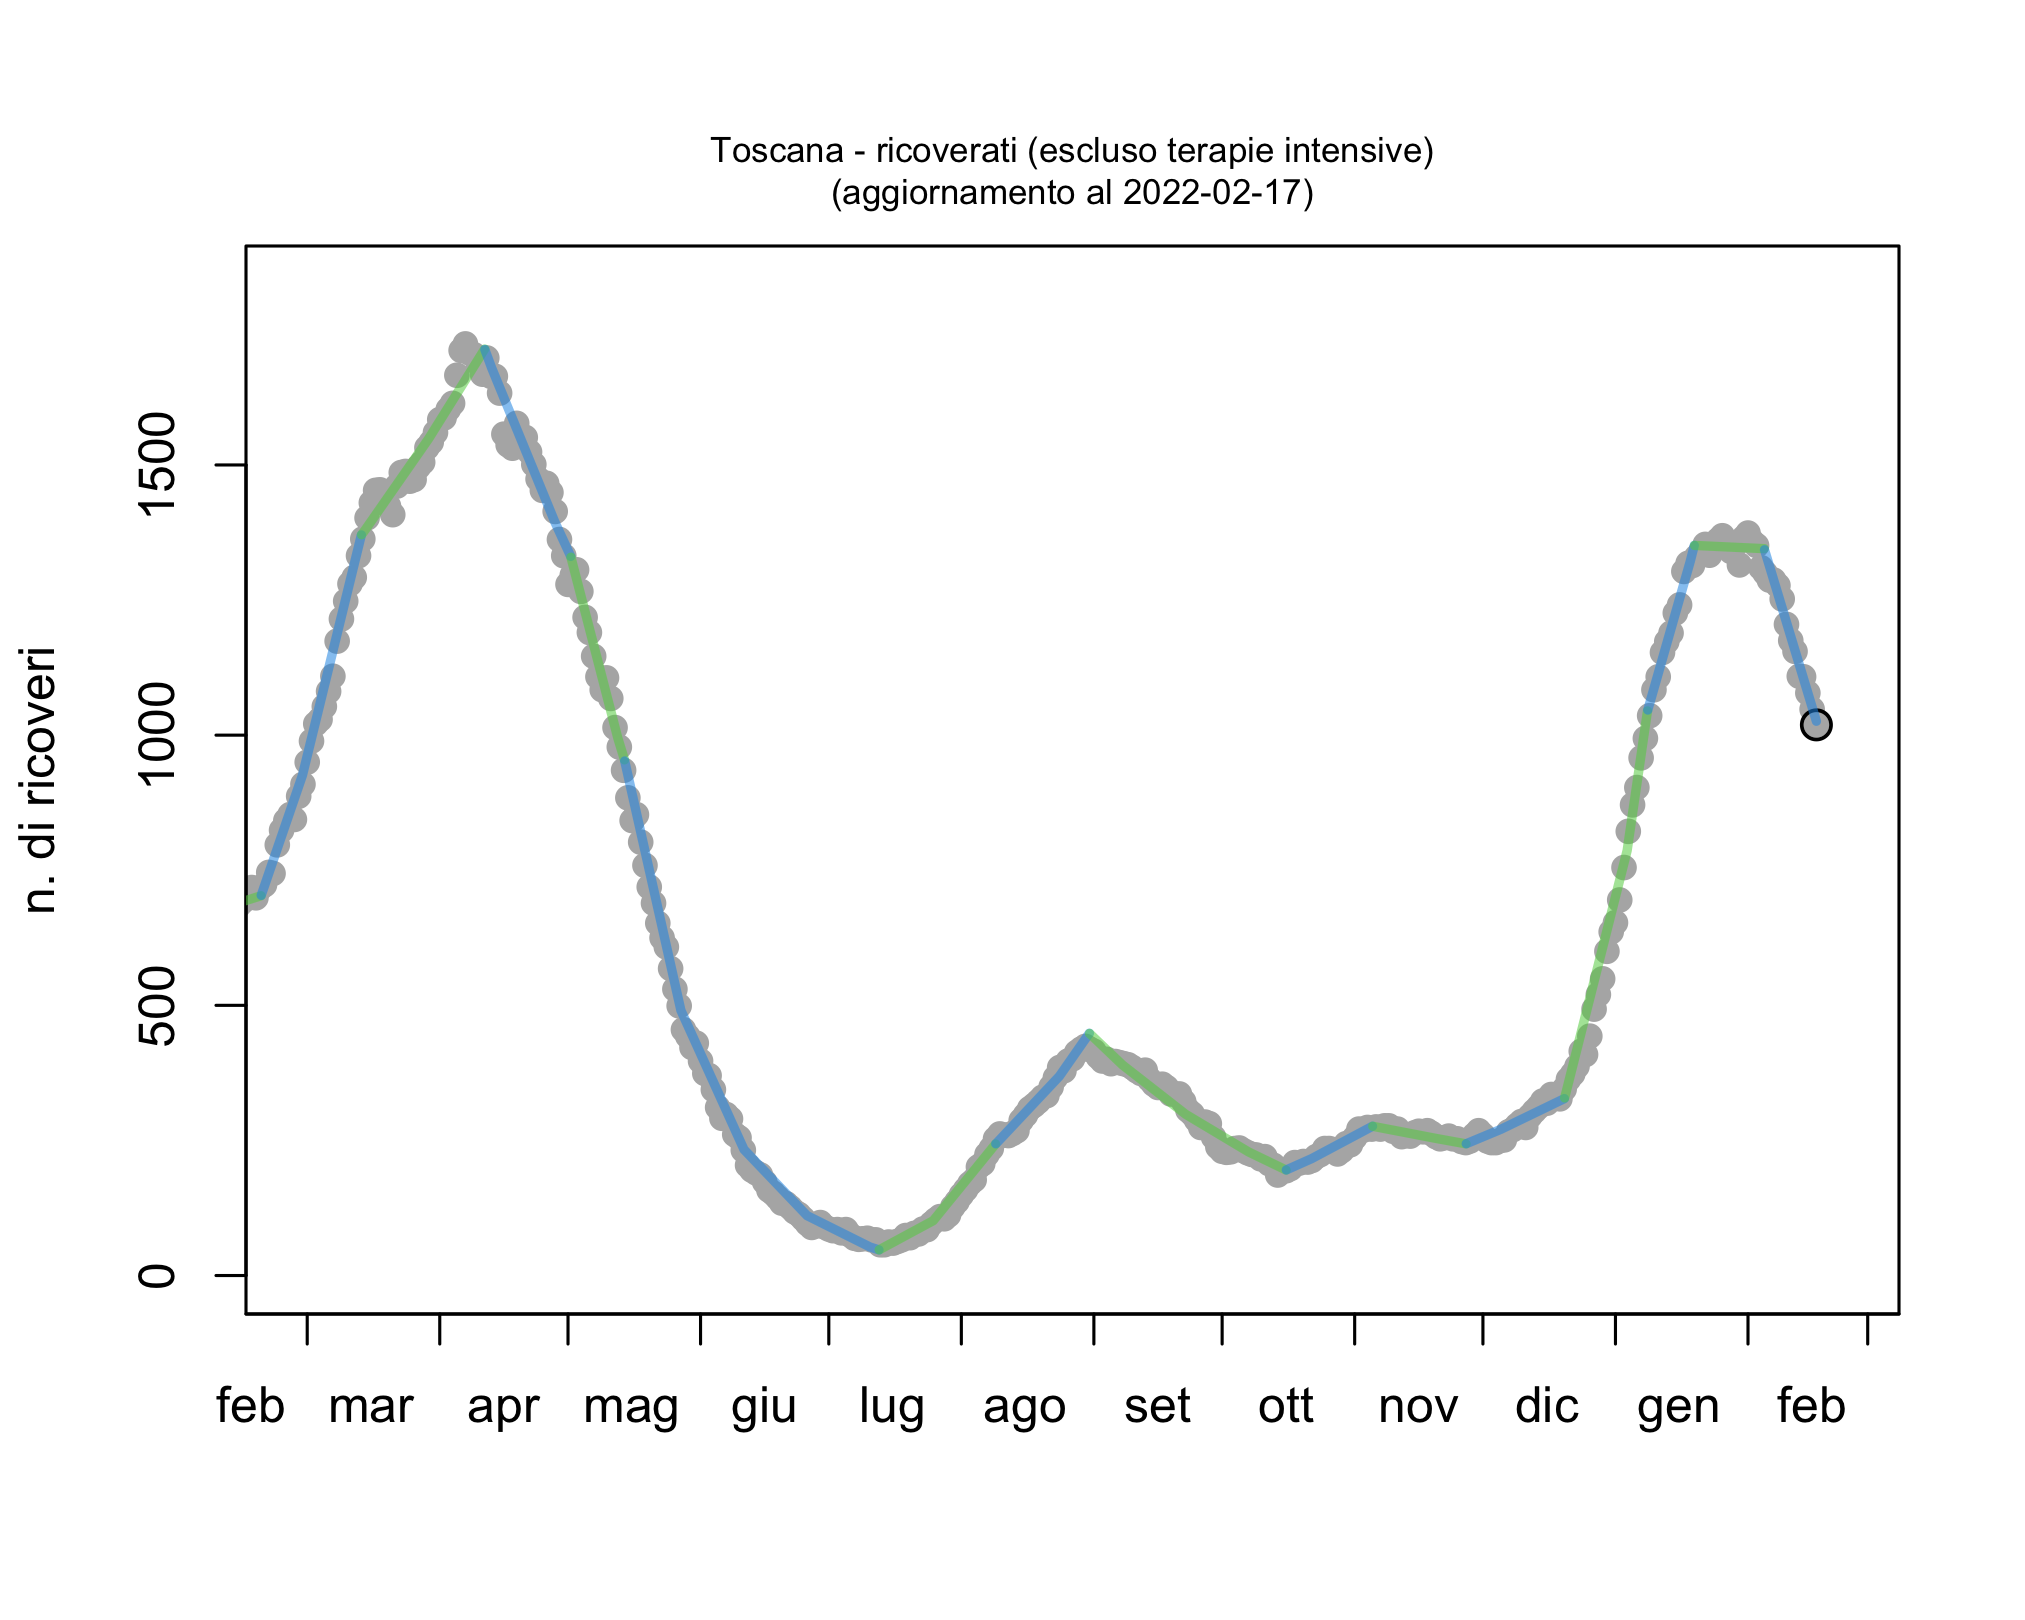 Toscana - ricoverati (escluso terapie intensive)
(aggiornamento al 2022-02-17)
n. di ricoveri
1500
1000
500
0
feb mar apr mag giu lug ago set ott nov dic gen feb